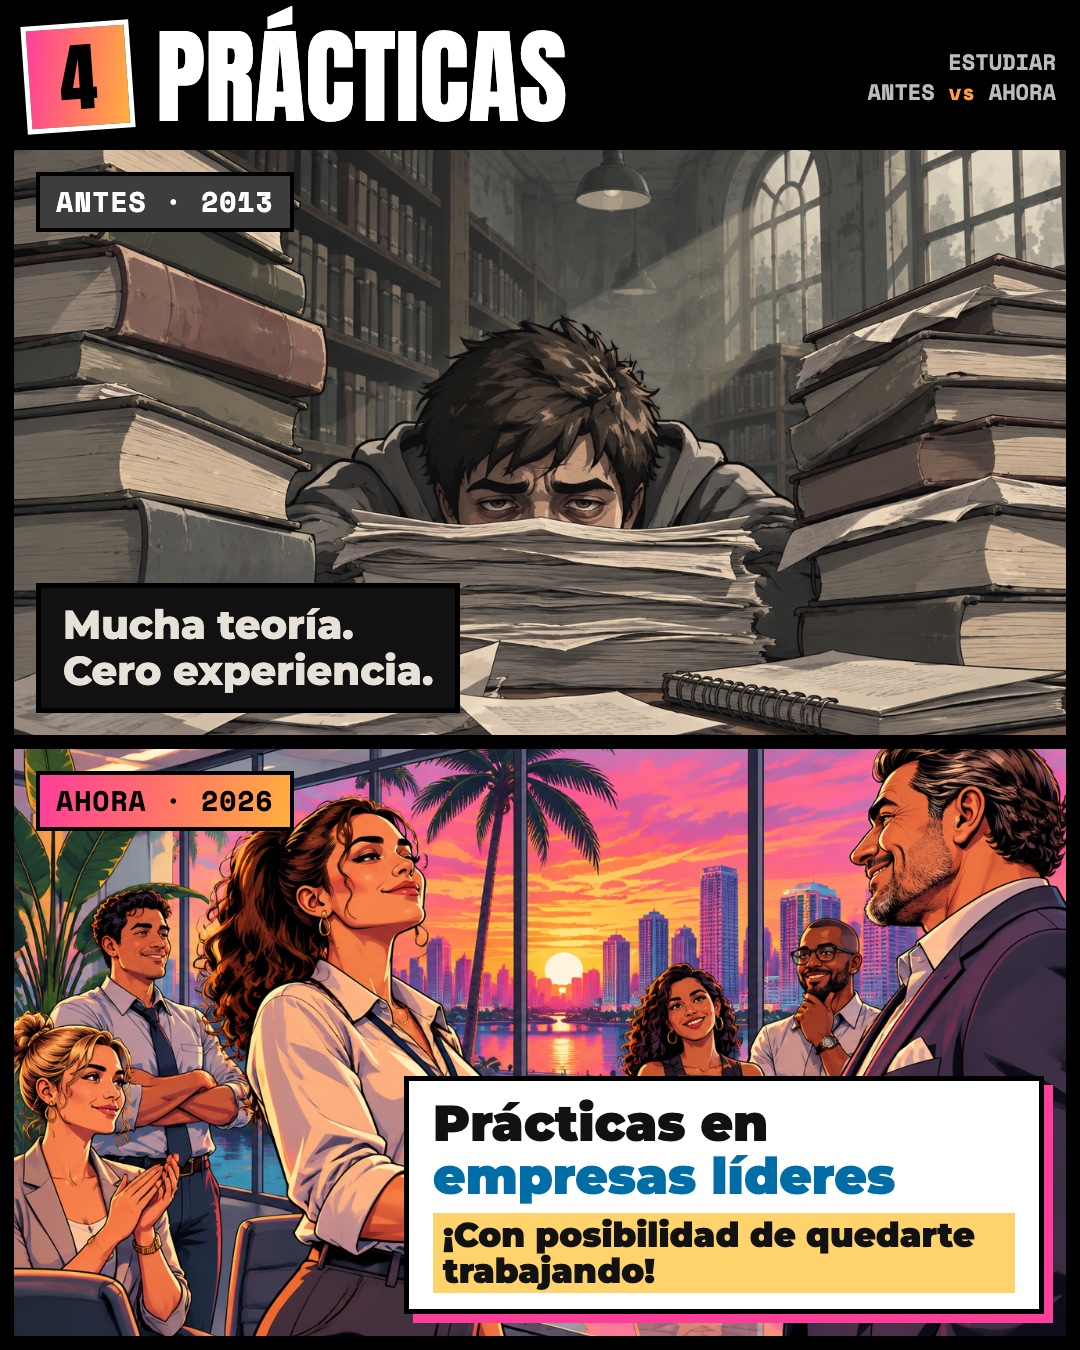 4 PRÁCTICAS
ESTUDIAR
ANTES vs AHORA
ANTES · 2013
Mucha teoría.
Cero experiencia.
AHORA · 2026
Prácticas en
empresas líderes
¡Con posibilidad de quedarte
trabajando!